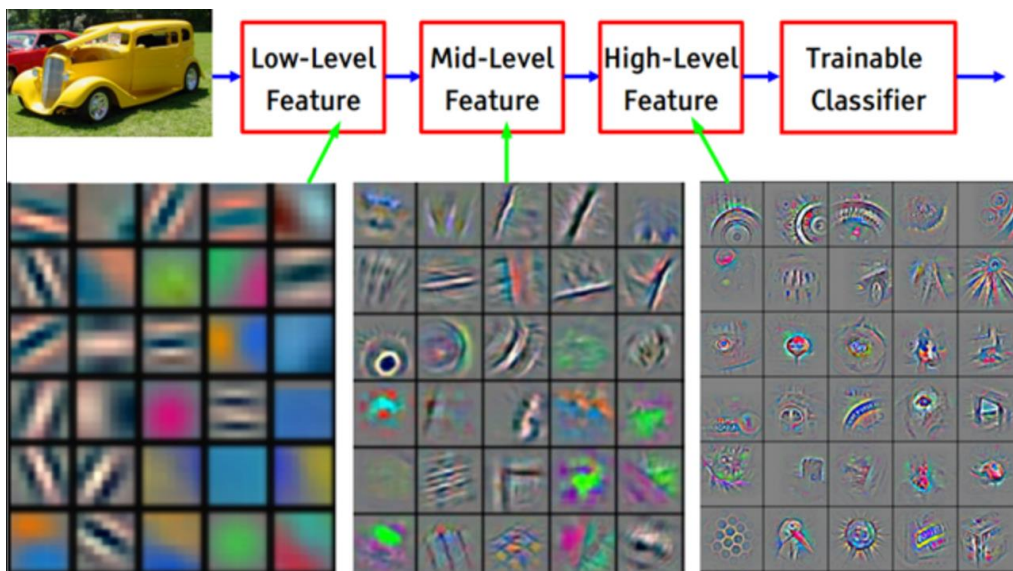 Low-Level
Feature
Mid-Level
Feature
High-Level
Feature
Trainable
Classifier